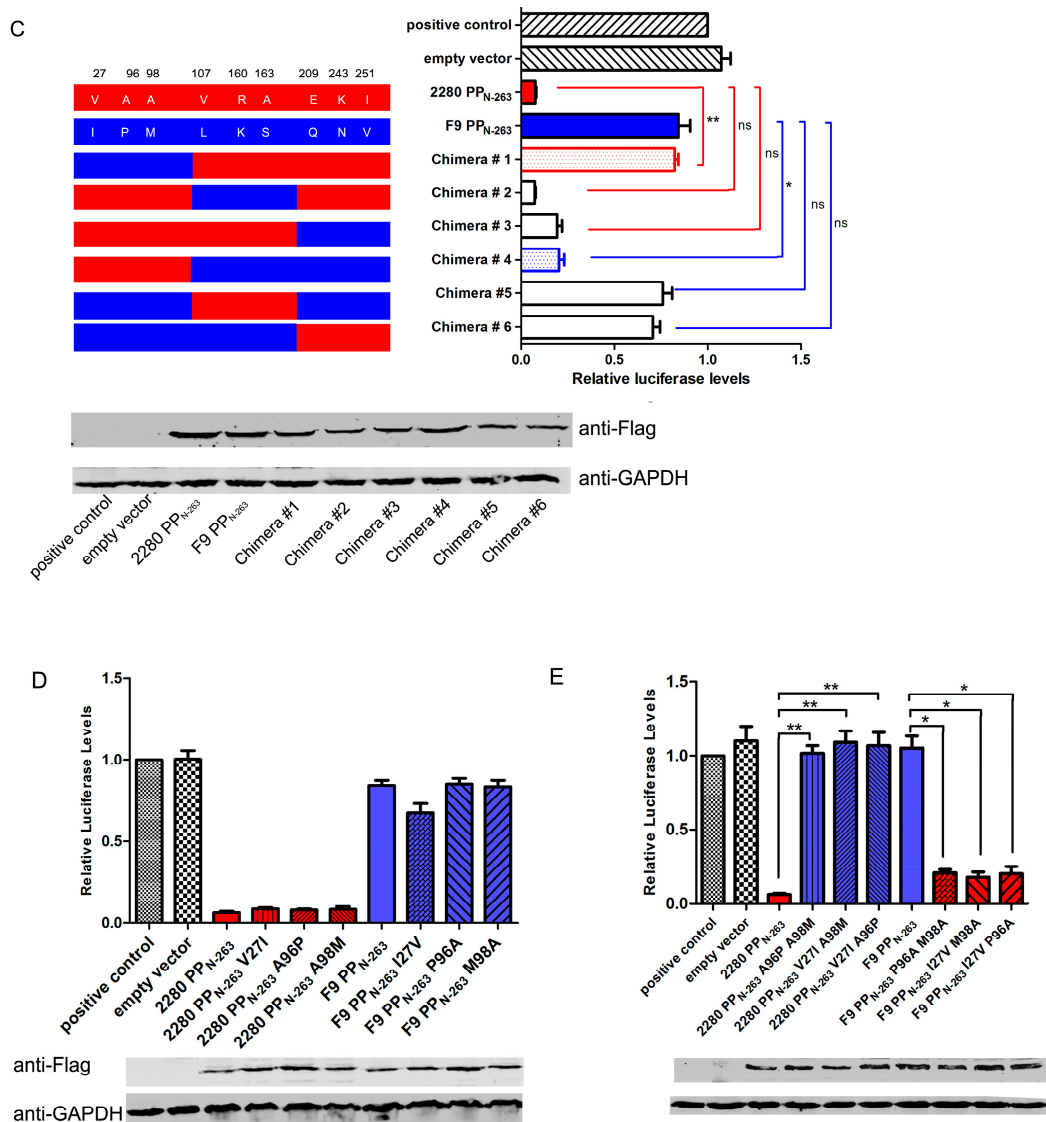 C
27 96 98 107 160 163 209 243 251
V A A V R A E K I
I P M L K S Q N V
positive control
empty vector
2280 PPN-263
F9 PPN-263
Chimera # 1
Chimera # 2
Chimera # 3
Chimera # 4
Chimera #5
Chimera # 6
** ns ns * ns ns
0.0 0.5 1.0 1.5
Relative luciferase levels
anti-Flag
anti-GAPDH
positive control
empty vector
2280 PPN-263
F9 PPN-263
Chimera #1
Chimera #2
Chimera #3
Chimera #4
Chimera #5
Chimera #6
D
Relative Luciferase Levels
1.5
1.0
0.5
0.0
positive control
empty vector
2280 PPN-263
2280 PPN-263 V27I
2280 PPN-263 A96P
2280 PPN-263 A98M
F9 PPN-263
F9 PPN-263 I27V
F9 PPN-263 P96A
F9 PPN-263 M98A
anti-Flag
anti-GAPDH
E
Relative Luciferase Levels
1.5
1.0
0.5
0.0
** ** ** * * *
positive control
empty vector
2280 PPN-263
2280 PPN-263 A96P A98M
2280 PPN-263 V27I A98M
2280 PPN-263 V27I A96P
F9 PPN-263
F9 PPN-263 P96A M98A
F9 PPN-263 I27V M98A
F9 PPN-263 I27V P96A